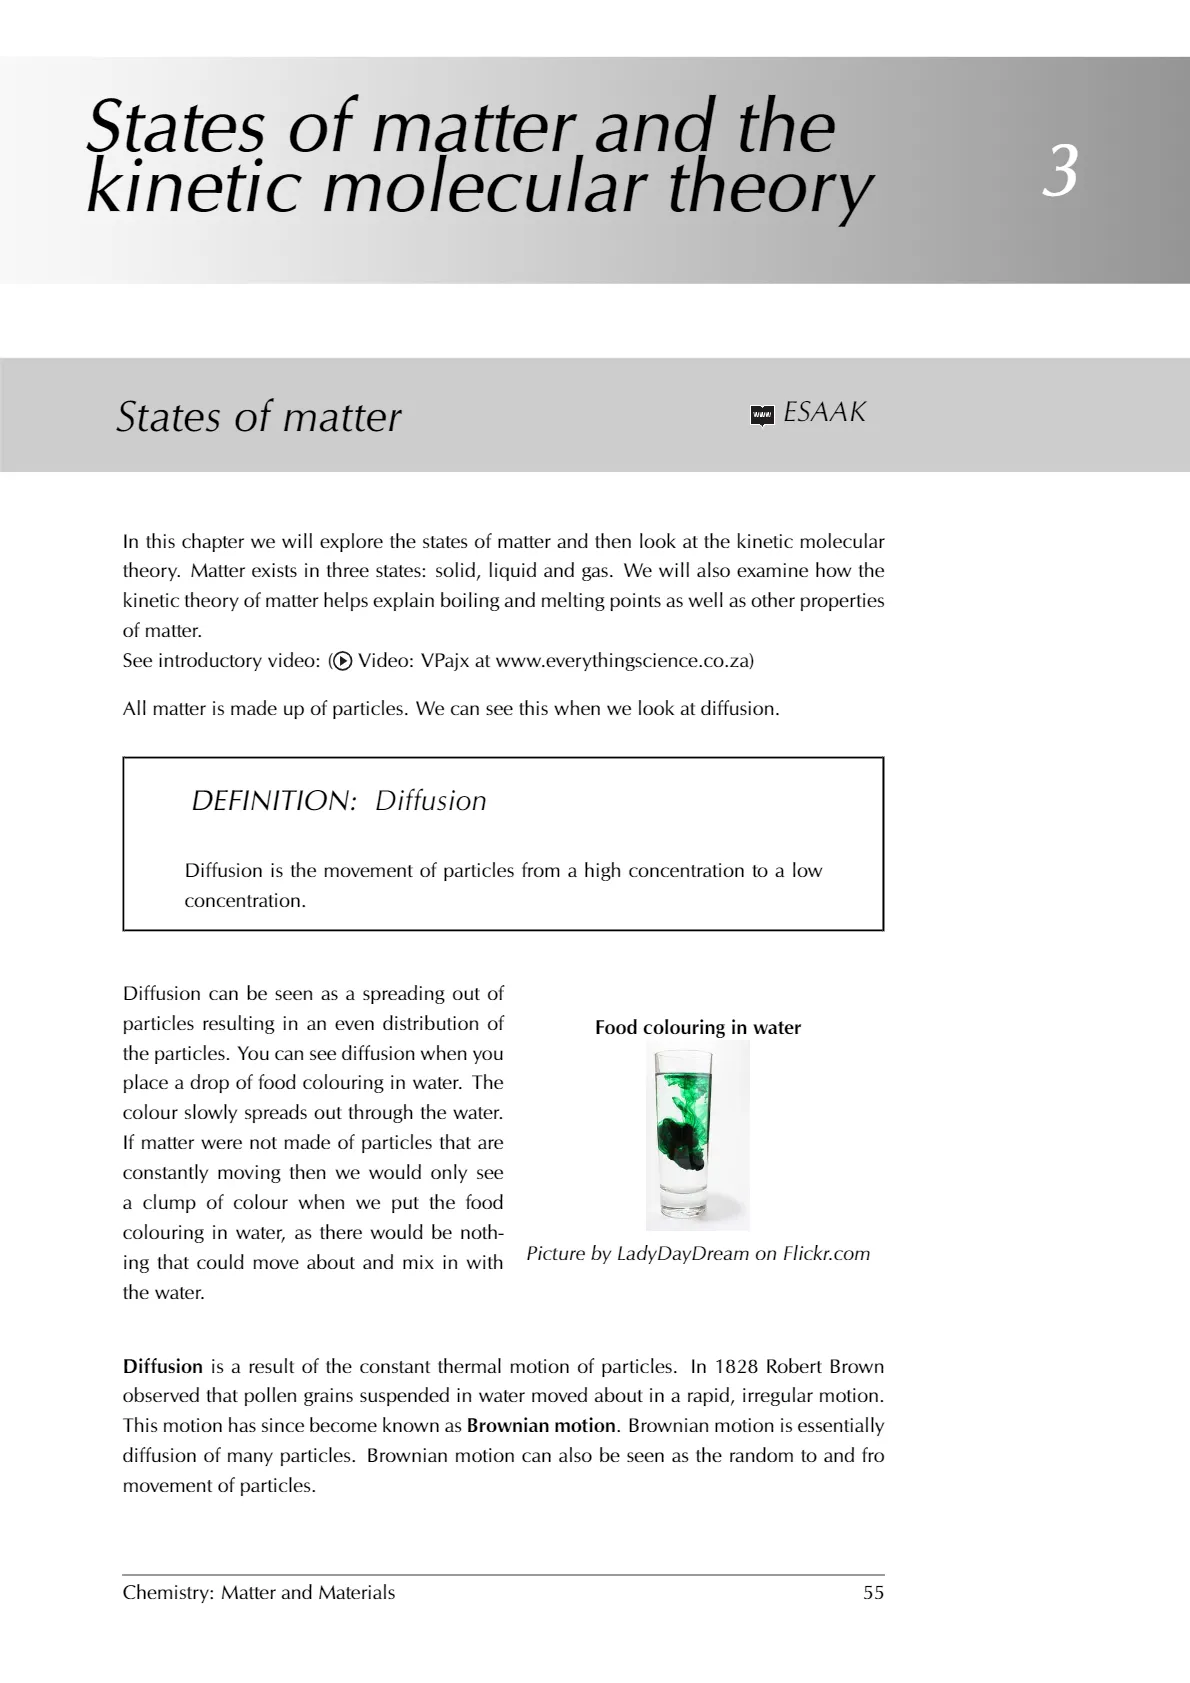 States of matter and the
kinetic molecular theory
3
States of matter
www ESAAK
In this chapter we will explore the states of matter and then look at the kinetic molecular
theory. Matter exists in three states: solid, liquid and gas. We will also examine how the
kinetic theory of matter helps explain boiling and melting points as well as other properties
of matter.
See introductory video: ( Video: VPajx at www.everythingscience.co.za)
All matter is made up of particles. We can see this when we look at diffusion.
DEFINITION: Diffusion
Diffusion is the movement of particles from a high concentration to a low
concentration.
Diffusion can be seen as a spreading out of
particles resulting in an even distribution of
the particles. You can see diffusion when you
place a drop of food colouring in water. The
colour slowly spreads out through the water.
If matter were not made of particles that are
constantly moving then we would only see
a clump of colour when we put the food
colouring in water, as there would be noth-
ing that could move about and mix in with
the water.
Food colouring in water
Picture by LadyDayDream on Flickr.com
Diffusion is a result of the constant thermal motion of particles. In 1828 Robert Brown
observed that pollen grains suspended in water moved about in a rapid, irregular motion.
This motion has since become known as Brownian motion. Brownian motion is essentially
diffusion of many particles. Brownian motion can also be seen as the random to and fro
movement of particles.
Chemistry: Matter and Materials
55